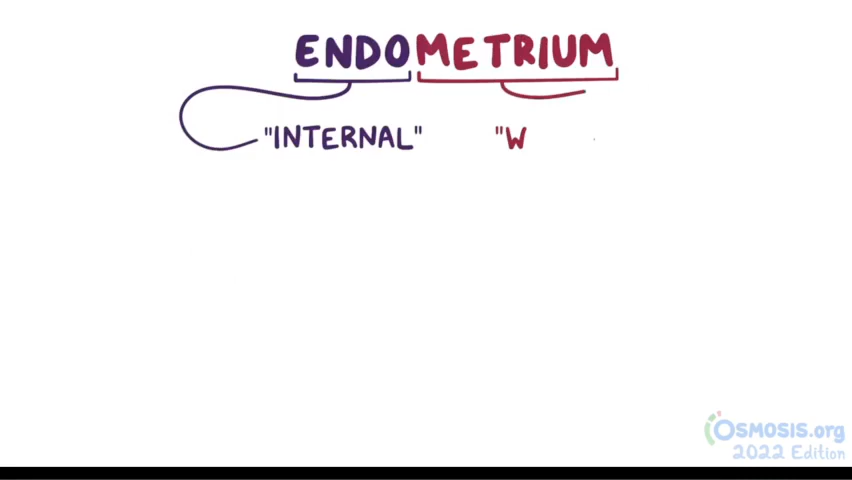 ENDOMETRIUM
"INTERNAL" "W
OSMOSIS.org
2022 Edition